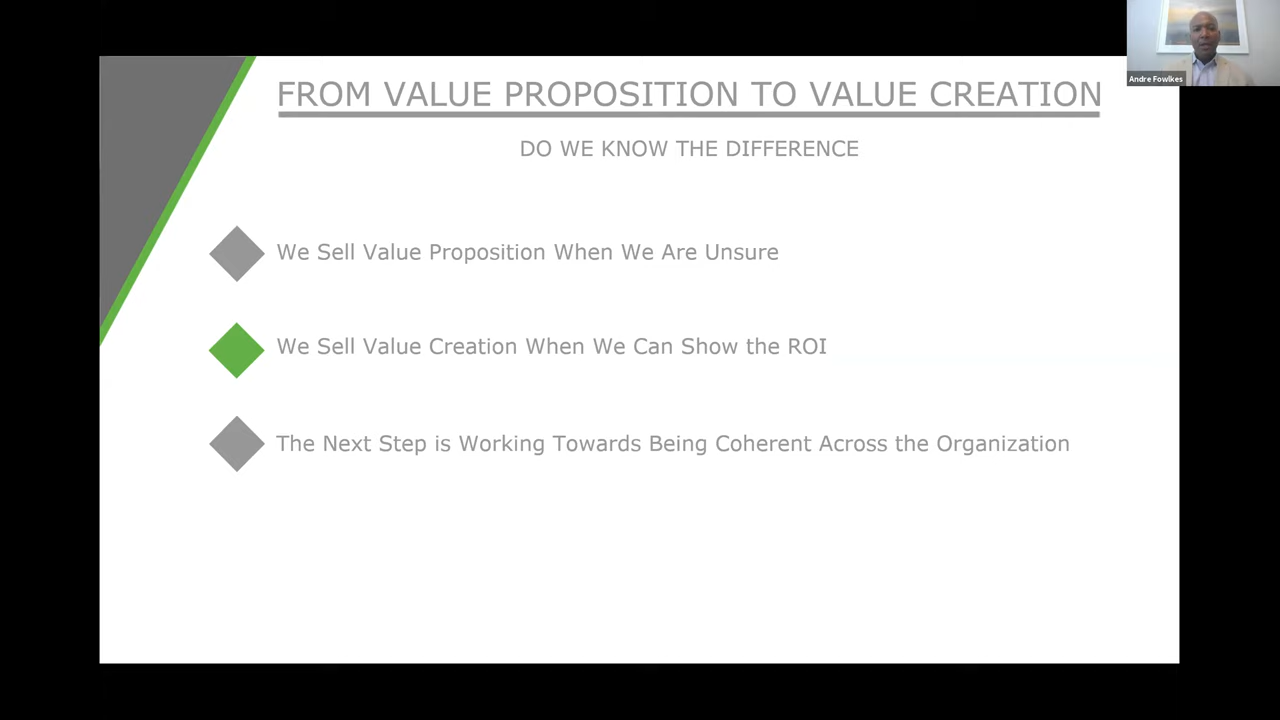 FROM VALUE PROPOSITION TO VALUE CREATION
DO WE KNOW THE DIFFERENCE
We Sell Value Proposition When We Are Unsure
We Sell Value Creation When We Can Show the ROI
The Next Step is Working Towards Being Coherent Across the Organization
Andre Fowlkes